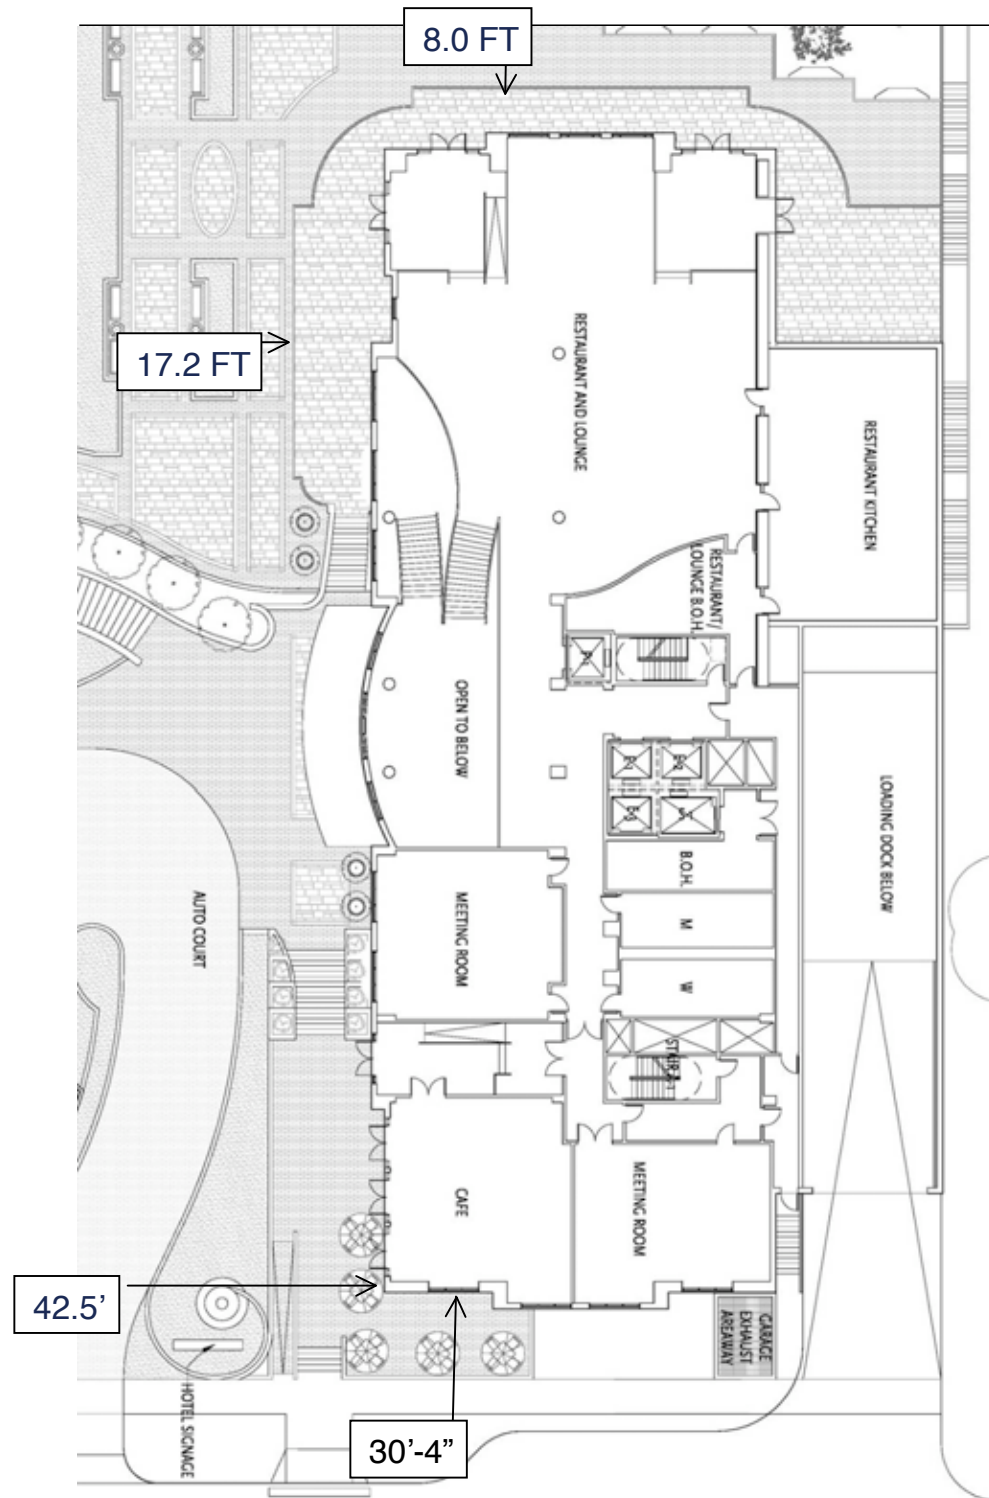 8.0 FT
17.2 FT
RESTAURANT AND LOUNGE
RESTAURANT KITCHEN
RESTAURANT/
LOUNGE B.O.H.
OPEN TO BELOW
LOADING DOCK BELOW
B.O.H.
MEETING ROOM
M
AUTO COURT
W
STAIR
CAFE
MEETING ROOM
42.5’
GARAGE
EXHAUST
AREAWAY
HOTEL SIGNAGE
30’-4”